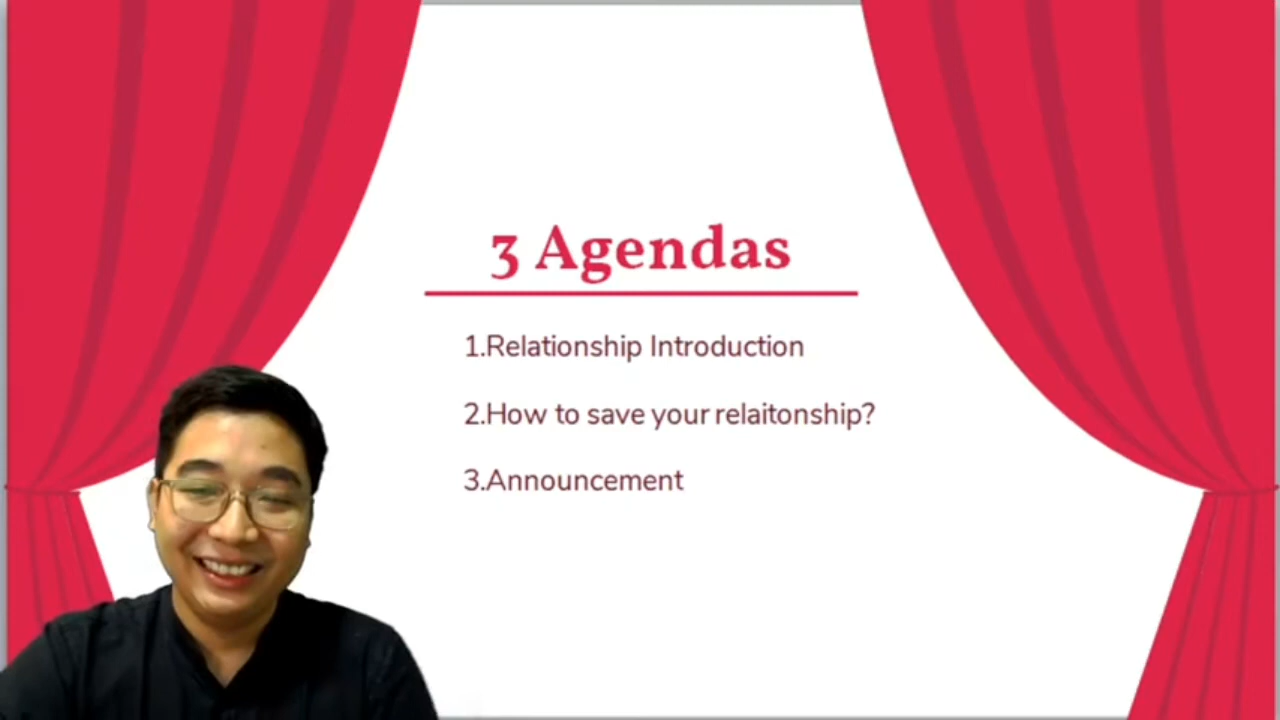 3 Agendas
1.Relationship Introduction
2.How to save your relaitonship?
3.Announcement